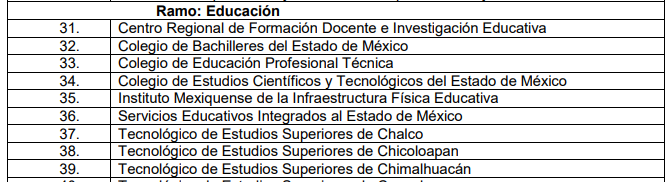 Ramo: Educación
31. Centro Regional de Formación Docente e Investigación Educativa
32. Colegio de Bachilleres del Estado de México
33. Colegio de Educación Profesional Técnica
34. Colegio de Estudios Científicos y Tecnológicos del Estado de México
35. Instituto Mexiquense de la Infraestructura Física Educativa
36. Servicios Educativos Integrados al Estado de México
37. Tecnológico de Estudios Superiores de Chalco
38. Tecnológico de Estudios Superiores de Chicoloapan
39. Tecnológico de Estudios Superiores de Chimalhuacán